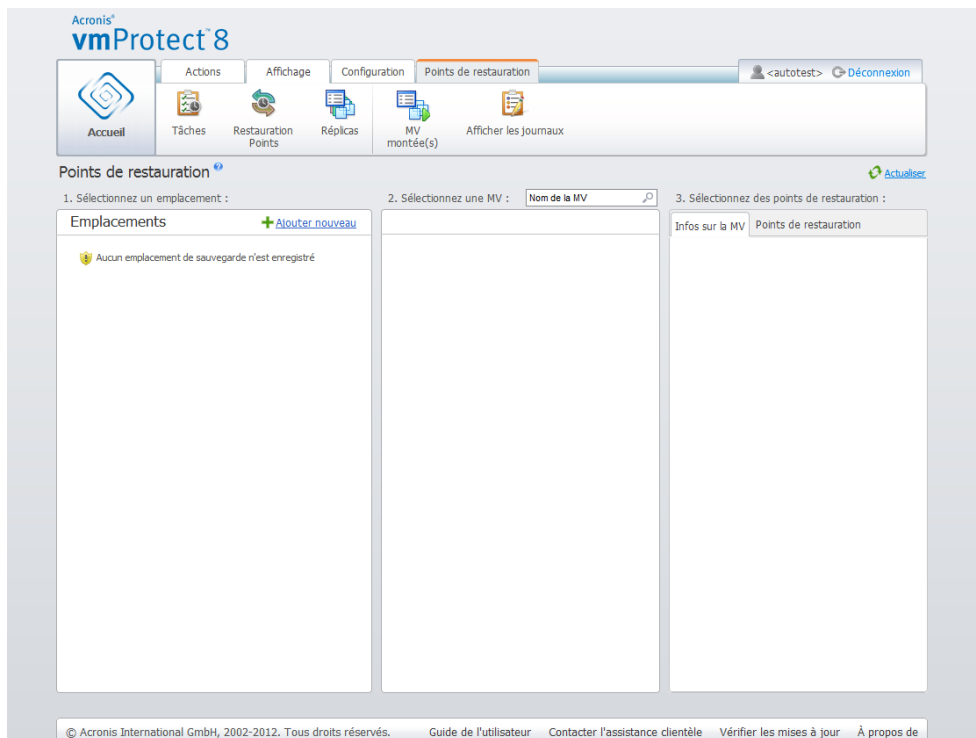 Acronis®
vmProtect™8
Actions Affichage Configuration Points de restauration <autotest> Déconnexion
Accueil
Tâches
Restauration
Points
Réplicas
MV
montée(s)
Afficher les journaux
Points de restauration
Actualiser
1. Sélectionnez un emplacement :
2. Sélectionnez une MV : Nom de la MV
3. Sélectionnez des points de restauration :
Emplacements Ajouter nouveau
Infos sur la MV Points de restauration
Aucun emplacement de sauvegarde n'est enregistré
© Acronis International GmbH, 2002-2012. Tous droits réservés. Guide de l'utilisateur Contacter l'assistance clientèle Vérifier les mises à jour À propos de